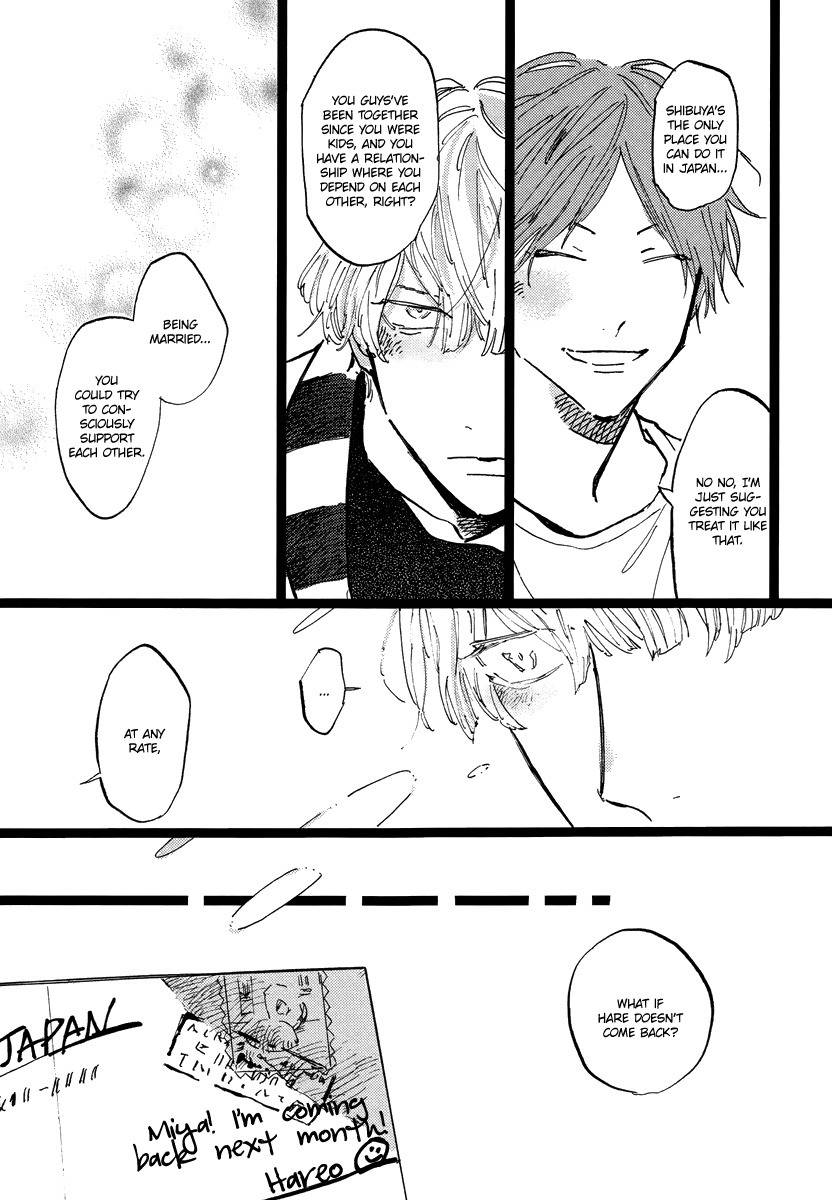 SHIBUYA'S
THE ONLY
PLACE YOU
CAN DO IT
IN JAPAN...
NO NO, I'M
JUST SUG-
GESTING YOU
TREAT IT LIKE
THAT.
YOU GUYS'VE
BEEN TOGETHER
SINCE YOU WERE
KIDS, AND YOU
HAVE A RELATION-
SHIP WHERE YOU
DEPEND ON EACH
OTHER, RIGHT?
BEING
MARRIED...
YOU
COULD TRY
TO CON-
SCIOUSLY
SUPPORT
EACH OTHER.
...
AT ANY
RATE,
WHAT IF
HARE DOESN'T
COME BACK?
JAPAN
Miya! I'm coming
back next month!
Hareo